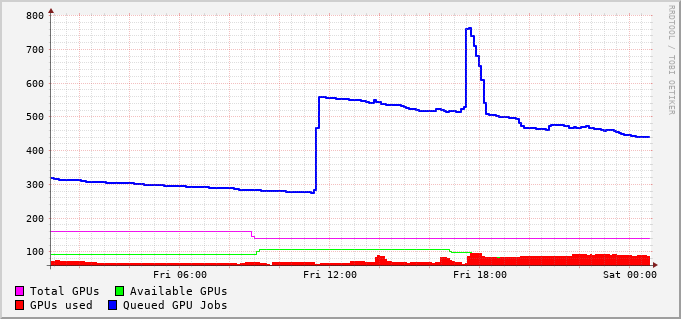 800
700
600
500
400
300
200
100
Fri 06:00 Fri 12:00 Fri 18:00 Sat 00:00
Total GPUs Available GPUs
GPUs used Queued GPU Jobs
RRDTOOL / TOBI OETIKER